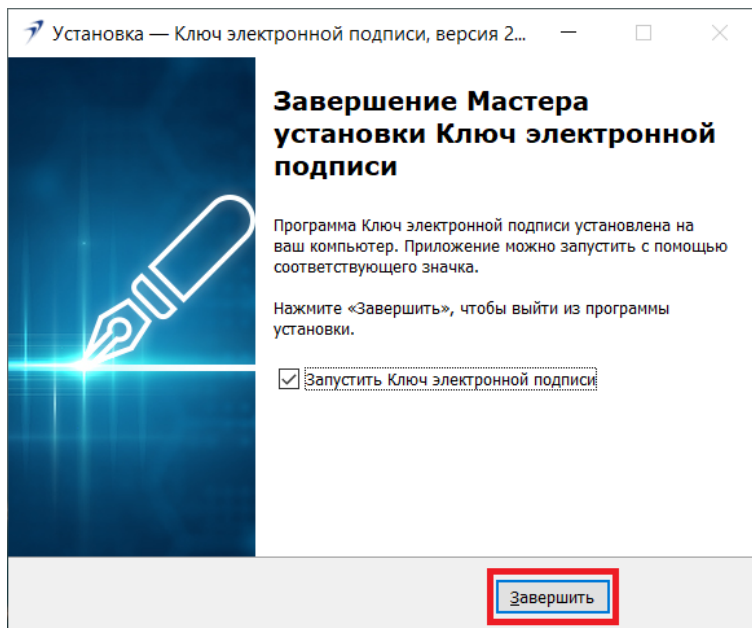 Установка — Ключ электронной подписи, версия 2...
Завершение Мастера
установки Ключ электронной
подписи
Программа Ключ электронной подписи установлена на
ваш компьютер. Приложение можно запустить с помощью
соответствующего значка.
Нажмите «Завершить», чтобы выйти из программы
установки.
Запустить Ключ электронной подписи
Завершить